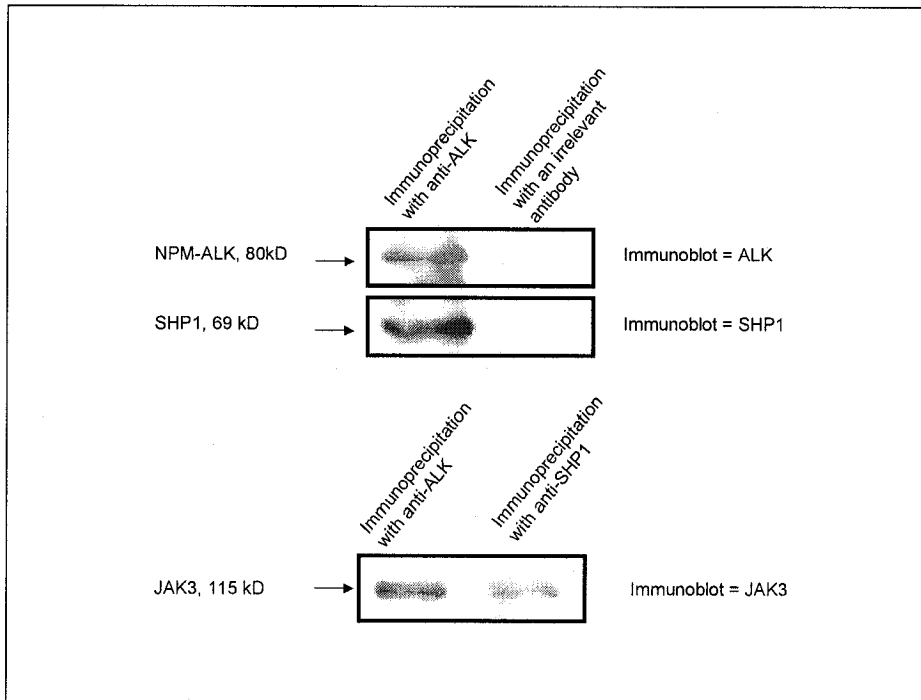 Immunoprecipitation
with anti-ALK
Immunoprecipitation
with an irrelevant
antibody
NPM-ALK, 80kD
Immunoblot = ALK
SHP1, 69 kD
Immunoblot = SHP1
Immunoprecipitation
with anti-ALK
Immunoprecipitation
with anti-SHP1
JAK3, 115 kD
Immunoblot = JAK3